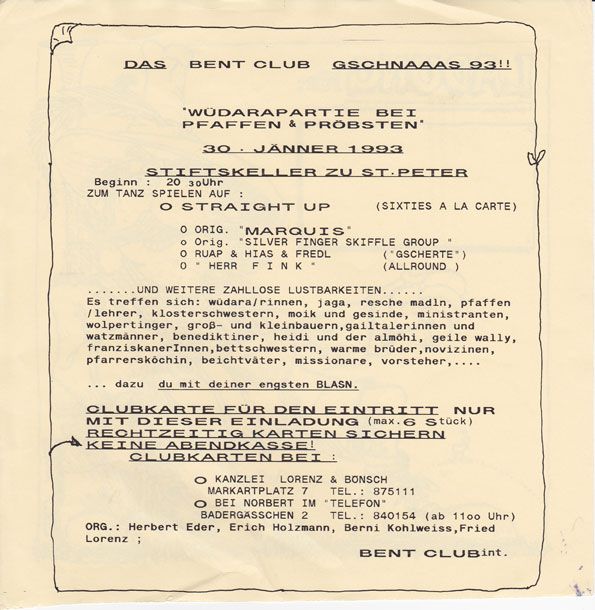 DAS BENT CLUB GSCHNAAAS 93!!
"WÜDARAPARTIE BEI
PFAFFEN & PRÖBSTEN"
30 . JÄNNER 1993
STIFTSKELLER ZU ST.PETER
Beginn : 20 30Uhr
ZUM TANZ SPIELEN AUF :
O STRAIGHT UP (SIXTIES A LA CARTE)
O ORIG. "MARQUIS"
o Orig. "SILVER FINGER SKIFFLE GROUP "
O RUAP & HIAS & FREDL ("GSCHERTE")
O " HERR F I N K " (ALLROUND )
.......UND WEITERE ZAHLLOSE LUSTBARKEITEN......
Es treffen sich: wüdara/rinnen, jaga, resche madln, pfaffen
/lehrer, klosterschwestern, moik und gesinde, ministranten,
wolpertinger, groß- und kleinbauern,gailtalerinnen und
watzmänner, benediktiner, heidi und der almöhi, geile wally,
franziskanerInnen,bettschwestern, warme brüder,novizinen,
pfarrersköchin, beichtväter, missionare, vorsteher,....
... dazu du mit deiner engsten BLASN.
CLUBKARTE FÜR DEN EINTRITT NUR
MIT DIESER EINLADUNG (max.6 Stück)
RECHTZEITIG KARTEN SICHERN
KEINE ABENDKASSE!
CLUBKARTEN BEI :
O KANZLEI LORENZ & BÖNSCH
MARKARTPLATZ 7 TEL.: 875111
O BEI NORBERT IM "TELEFON"
BADERGÄSSCHEN 2 TEL.: 840154 (ab 11oo Uhr)
ORG.: Herbert Eder, Erich Holzmann, Berni Kohlweiss,Fried
Lorenz ;
BENT CLUBint.